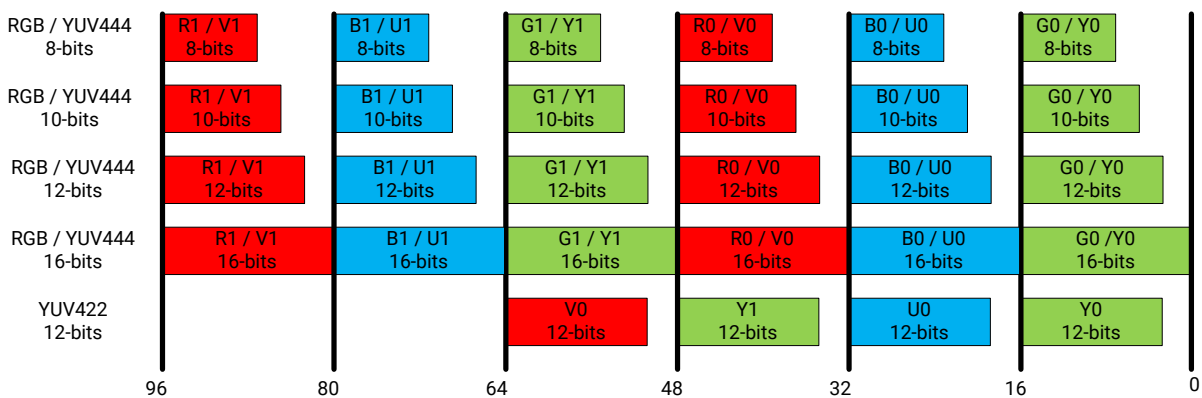 RGB / YUV444
8-bits
R1 / V1
8-bits
B1 / U1
8-bits
G1 / Y1
8-bits
R0 / V0
8-bits
B0 / U0
8-bits
G0 / Y0
8-bits
RGB / YUV444
10-bits
R1 / V1
10-bits
B1 / U1
10-bits
G1 / Y1
10-bits
R0 / V0
10-bits
B0 / U0
10-bits
G0 / Y0
10-bits
RGB / YUV444
12-bits
R1 / V1
12-bits
B1 / U1
12-bits
G1 / Y1
12-bits
R0 / V0
12-bits
B0 / U0
12-bits
G0 / Y0
12-bits
RGB / YUV444
16-bits
R1 / V1
16-bits
B1 / U1
16-bits
G1 / Y1
16-bits
R0 / V0
16-bits
B0 / U0
16-bits
G0 /Y0
16-bits
YUV422
12-bits
V0
12-bits
Y1
12-bits
U0
12-bits
Y0
12-bits
96 80 64 48 32 16 0